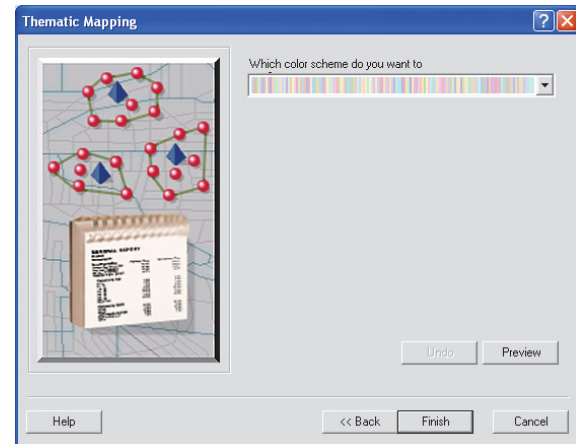 Thematic Mapping
Which color scheme do you want to
Undo
Preview
Help
<< Back
Finish
Cancel